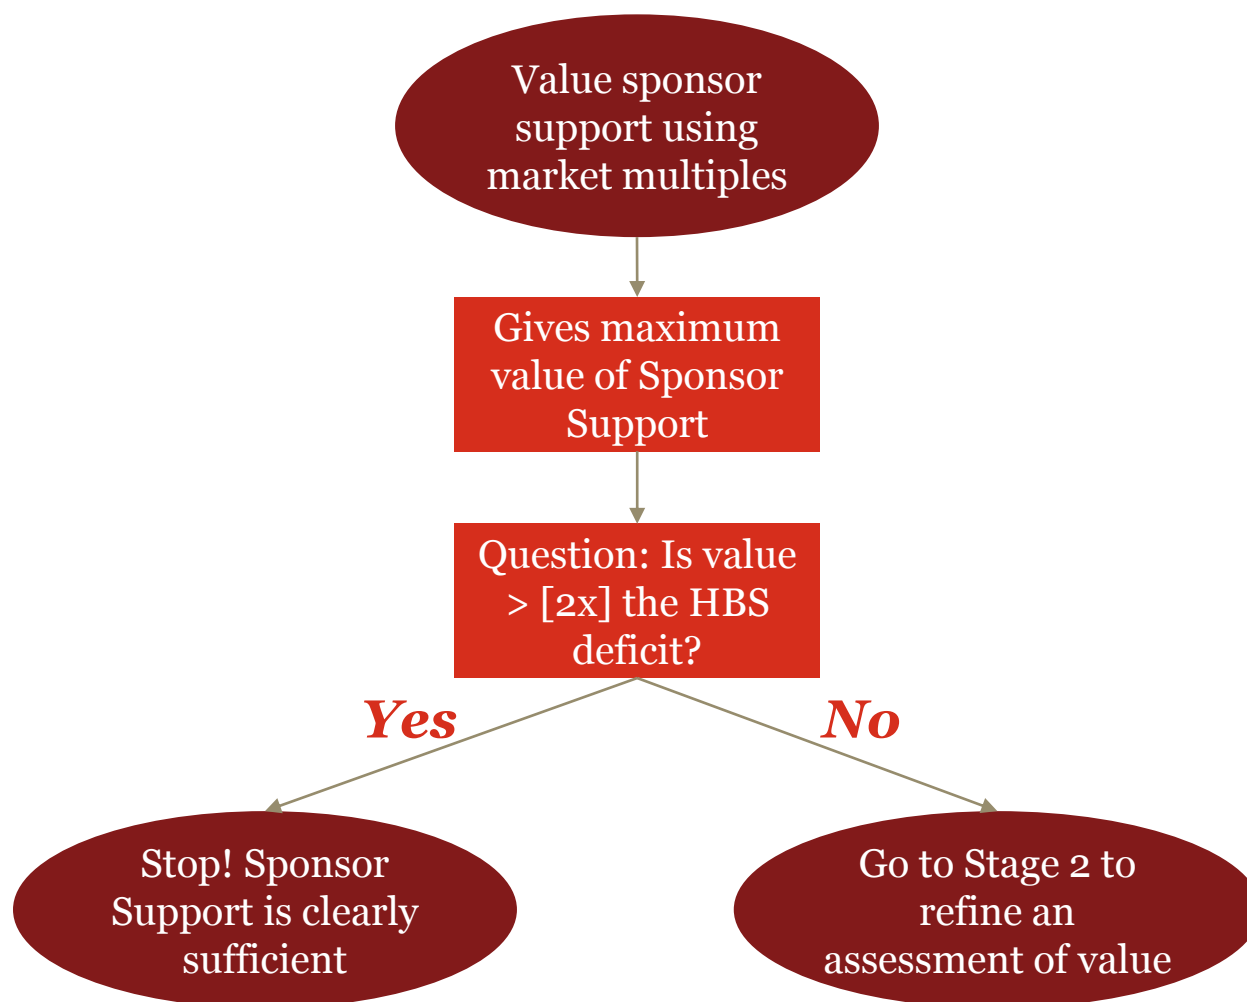 Value sponsor
support using
market multiples
Gives maximum
value of Sponsor
Support
Question: Is value
> [2x] the HBS
deficit?
Yes
No
Stop! Sponsor
Support is clearly
sufficient
Go to Stage 2 to
refine an
assessment of value